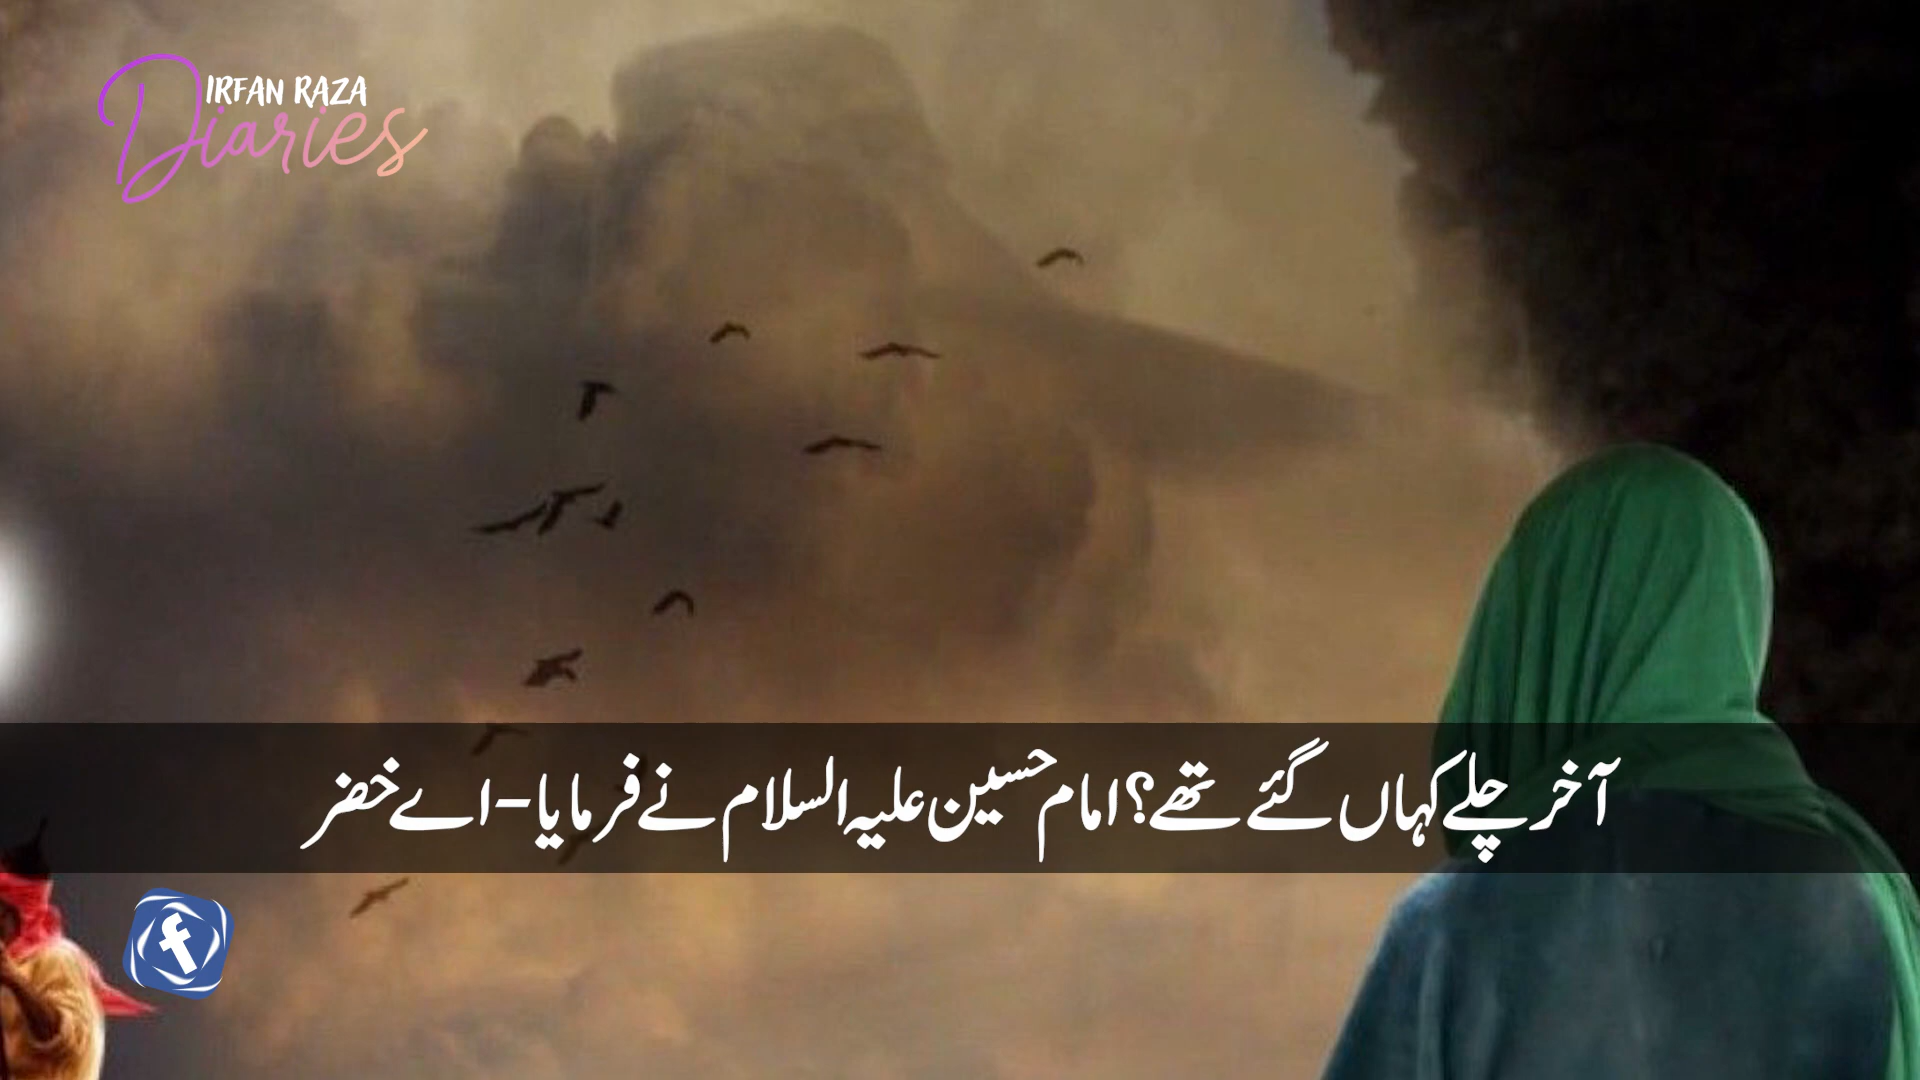 IRFAN RAZA
Diaries
آخر چلے کہاں گئے تھے؟ امام حسین علیہ السلام نے فرمایا- اے خضر
f